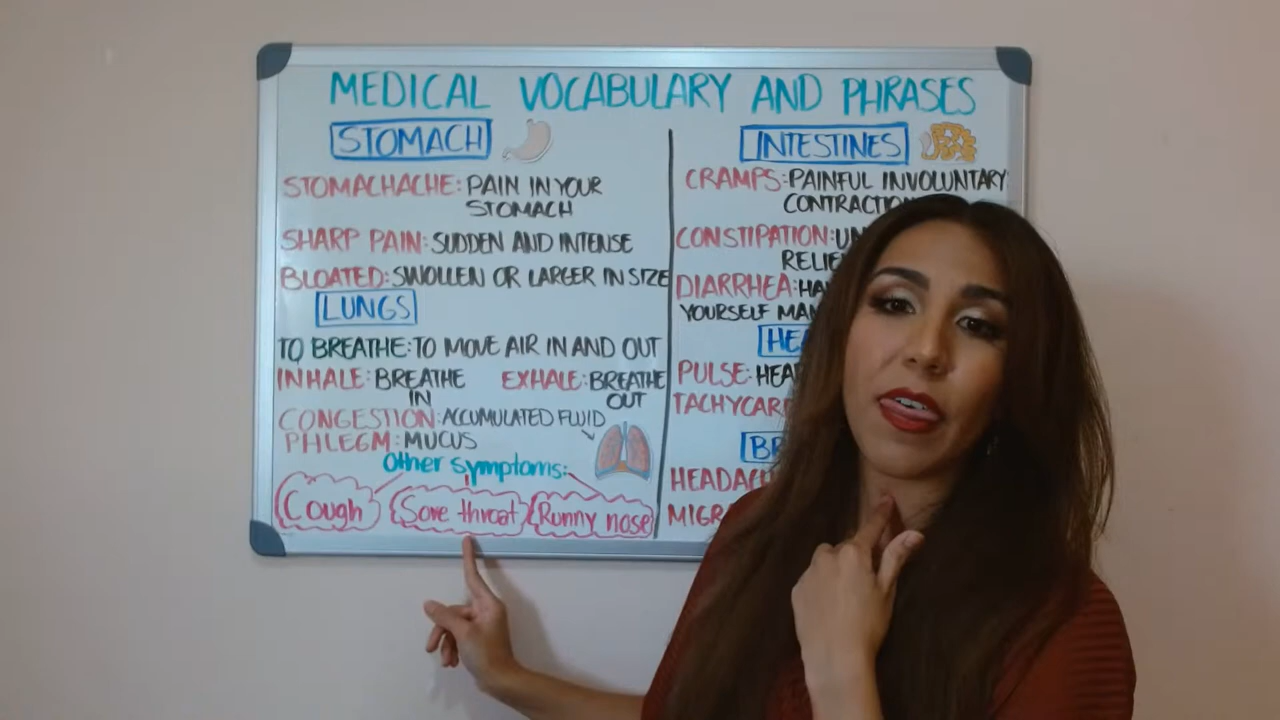 MEDICAL VOCABULARY AND PHRASES
STOMACH
STOMACHACHE: PAIN IN YOUR
STOMACH
SHARP PAIN: SUDDEN AND INTENSE
BLOATED: SWOLLEN OR LARGER IN SIZE
LUNGS
TO BREATHE: TO MOVE AIR IN AND OUT
INHALE: BREATHE IN
EXHALE: BREATHE OUT
CONGESTION: ACCUMULATED FLUID
PHLEGM: MUCUS
Other symptoms:
Cough
Sore throat
Runny nose
INTESTINES
CRAMPS: PAINFUL INVOLUNTARY
CONSTIPATION:
DIARRHEA:
YOURSELF
PULSE: